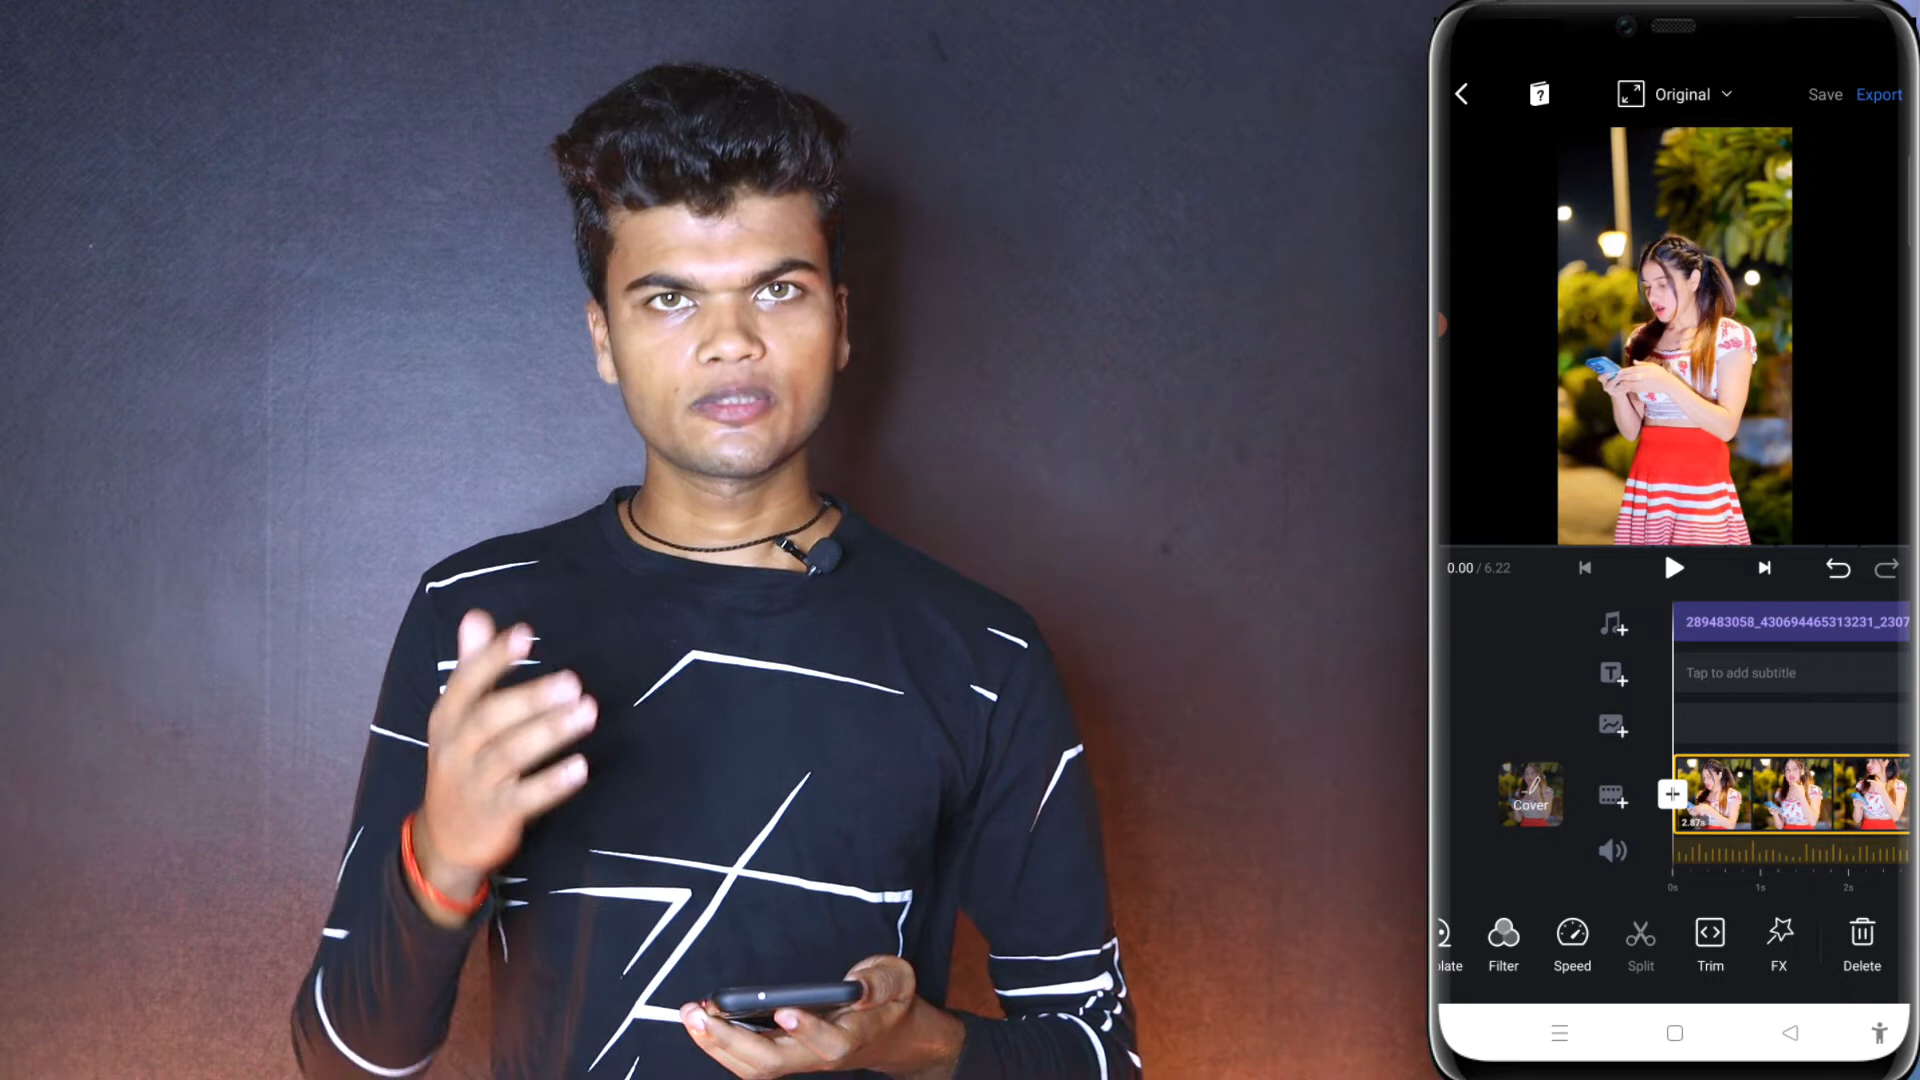 Original
Save
Export
0.00 / 6.22
289483058_430694465313231_2307
Tap to add subtitle
Cover
2.87s
0s
1s
2s
late
Filter
Speed
Split
Trim
FX
Delete